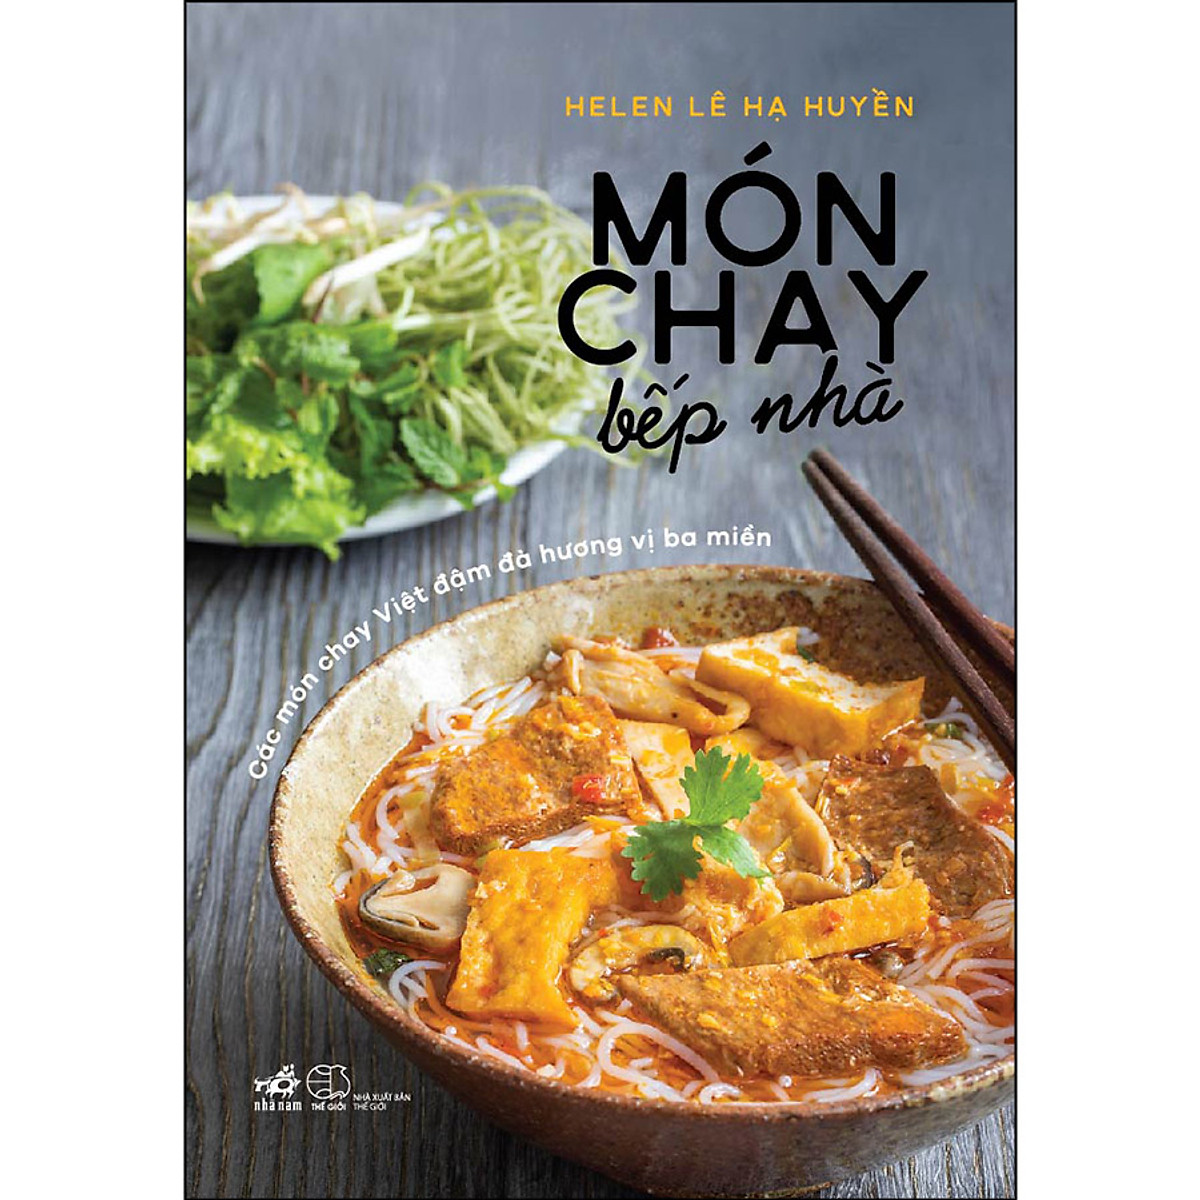 HELEN LÊ HẠ HUYỀN
MÓN
CHAY
bếp nhà
Các món chay Việt đậm đà hương vị ba miền
nhã nam
THẾ GIỚI
NHÀ XUẤT BẢN
THẾ GIỚI